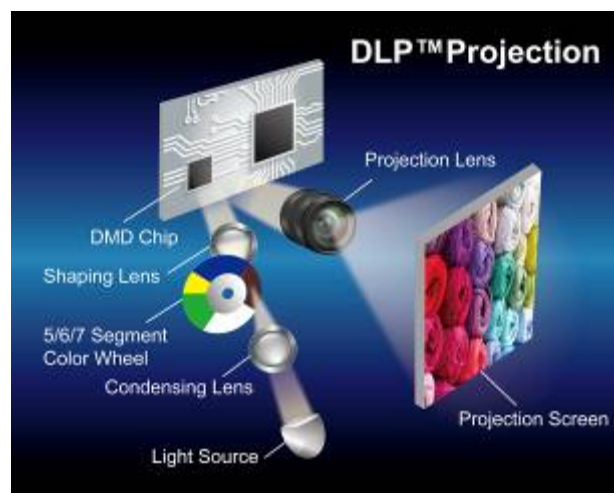 DLP™Projection
Projection Lens
DMD Chip
Shaping Lens
5/6/7 Segment
Color Wheel
Condensing Lens
Projection Screen
Light Source